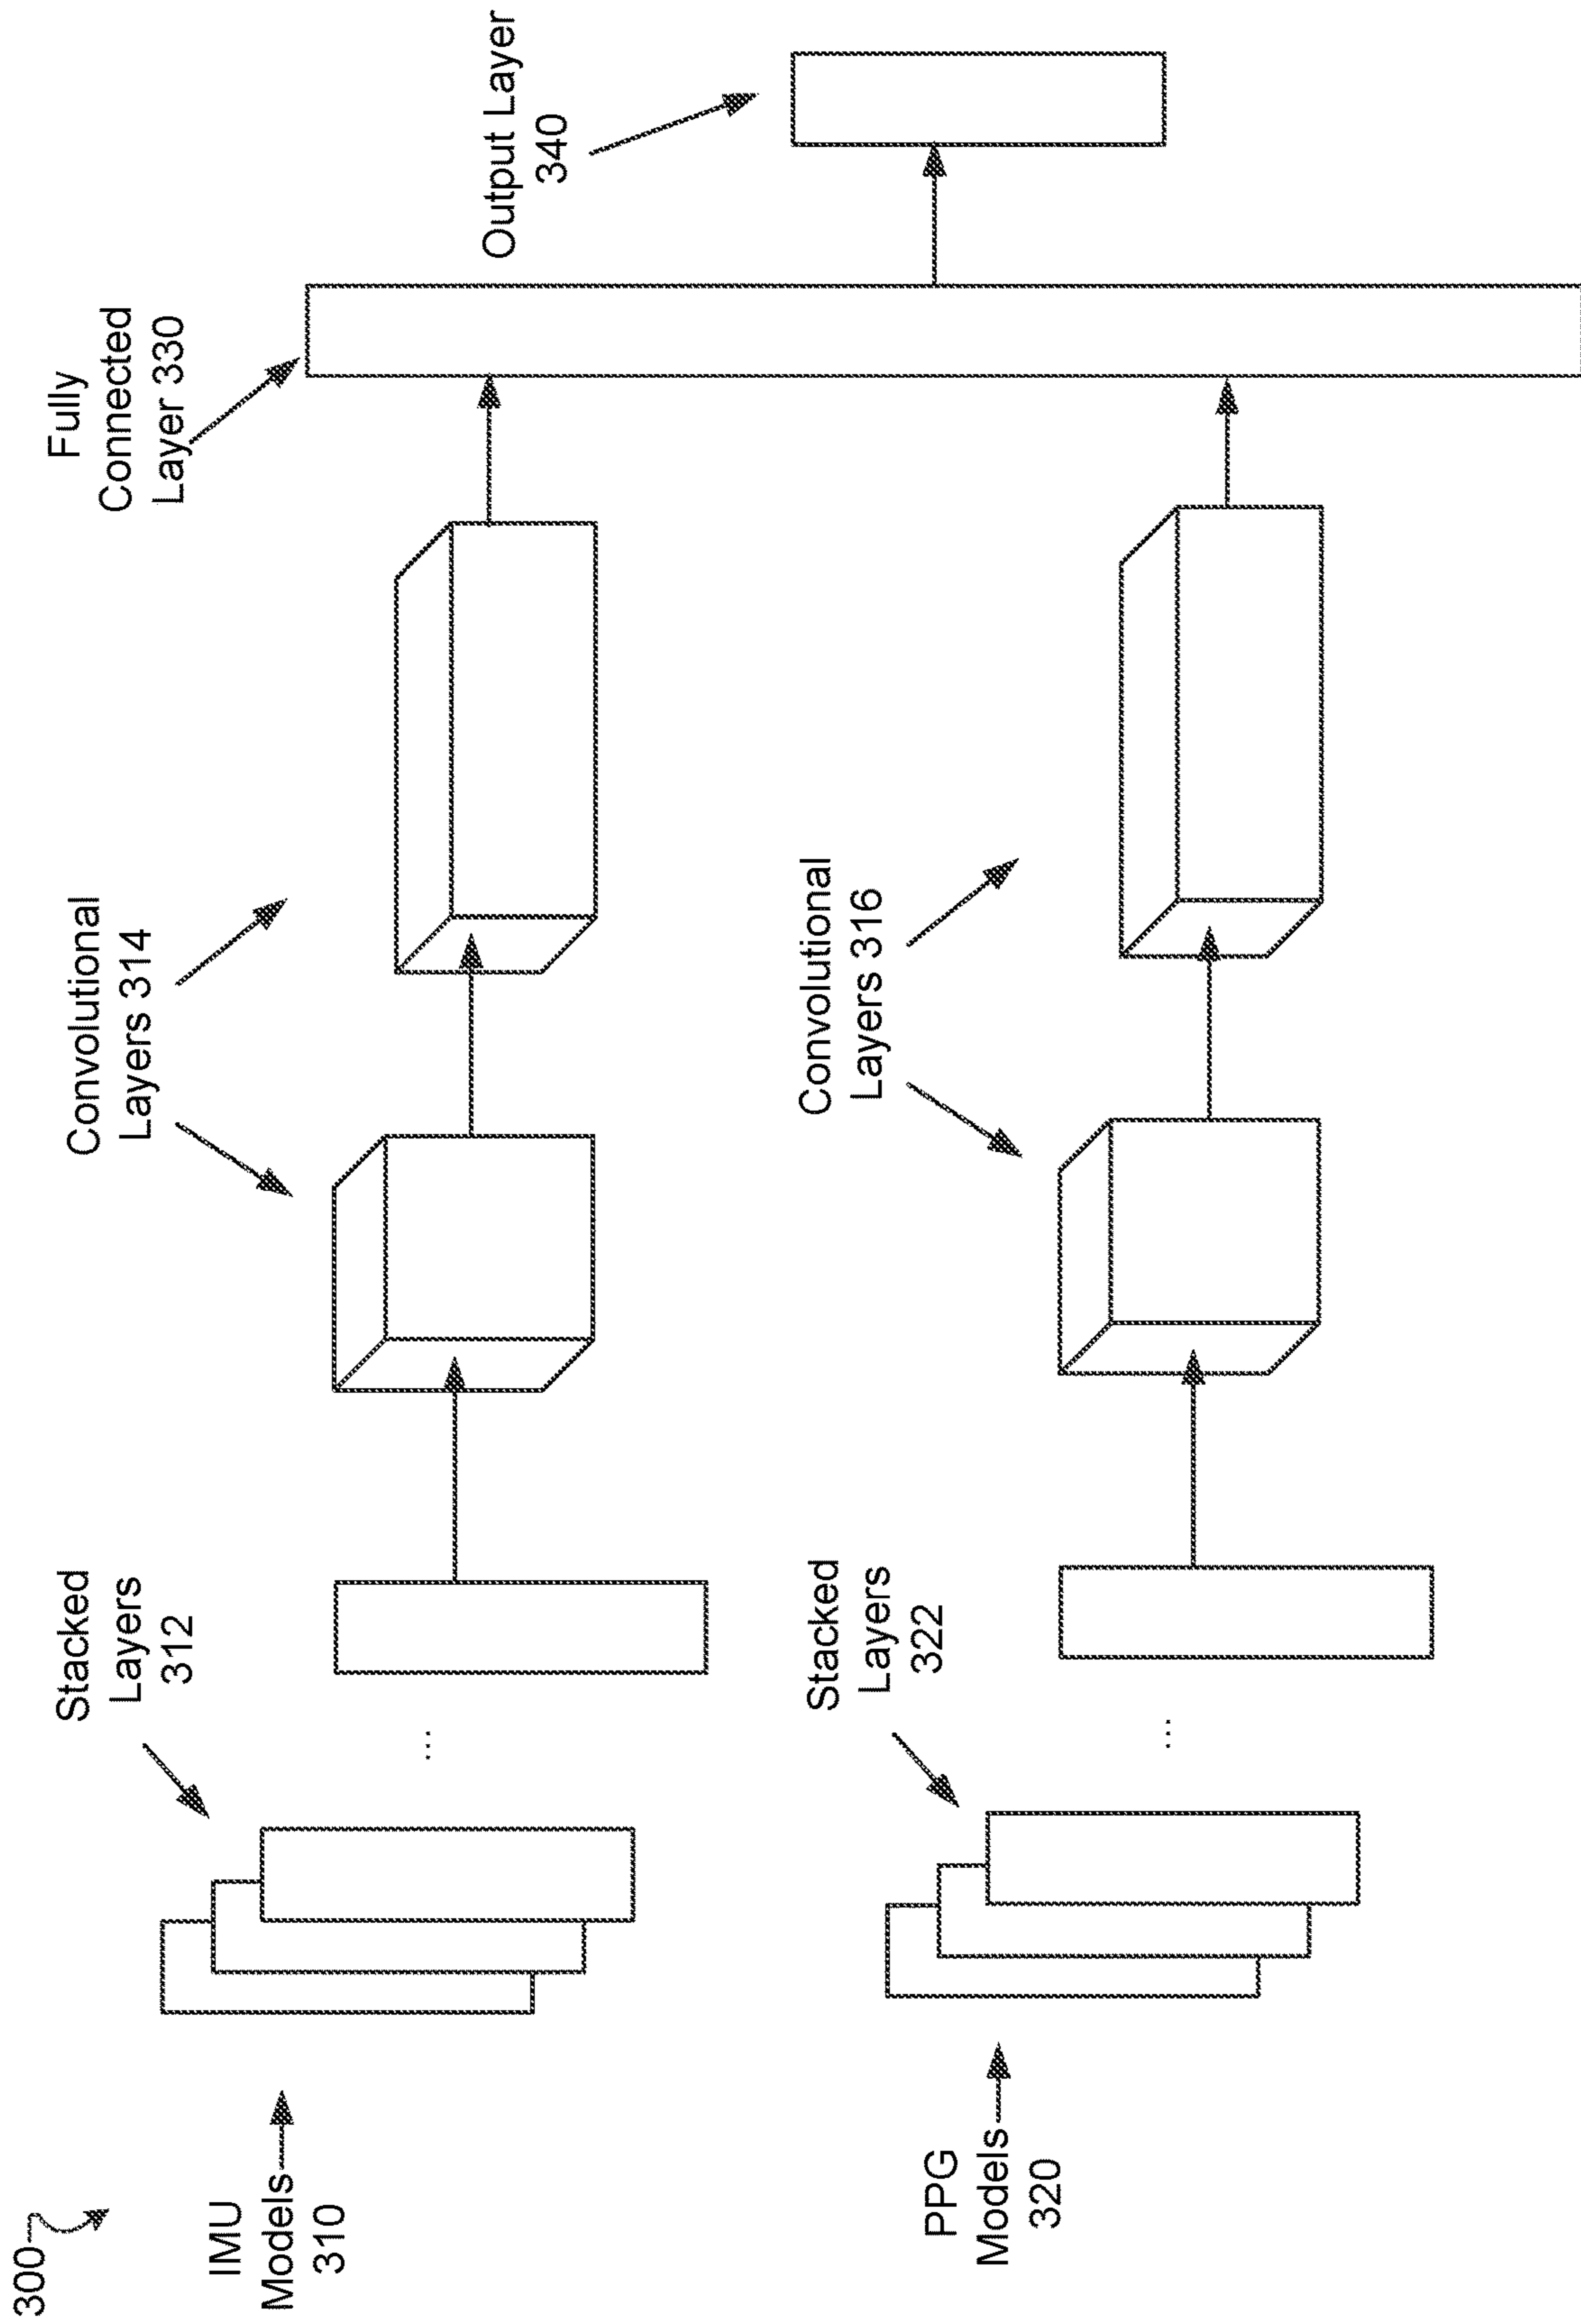 300
IMU
Models
310
Stacked
Layers
312
...
Convolutional
Layers 314
Fully
Connected
Layer 330
Output Layer
340
PPG
Models
320
Stacked
Layers
322
...
Convolutional
Layers 316